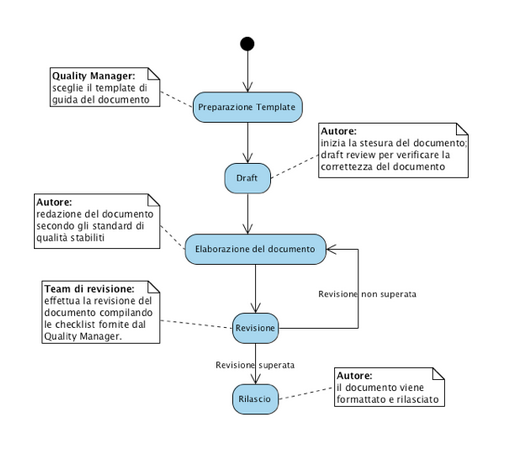 Quality Manager:
sceglie il template di
guida del documento
Preparazione Template
Autore:
inizia la stesura del documento;
draft review per verificare la
correttezza del documento
Draft
Autore:
redazione del documento
secondo gli standard di
qualità stabiliti
Elaborazione del documento
Team di revisione:
effettua la revisione del
documento compilando
le checklist fornite dal
Quality Manager.
Revisione non superata
Revisione
Revisione superata
Autore:
il documento viene
formattato e rilasciato
Rilascio